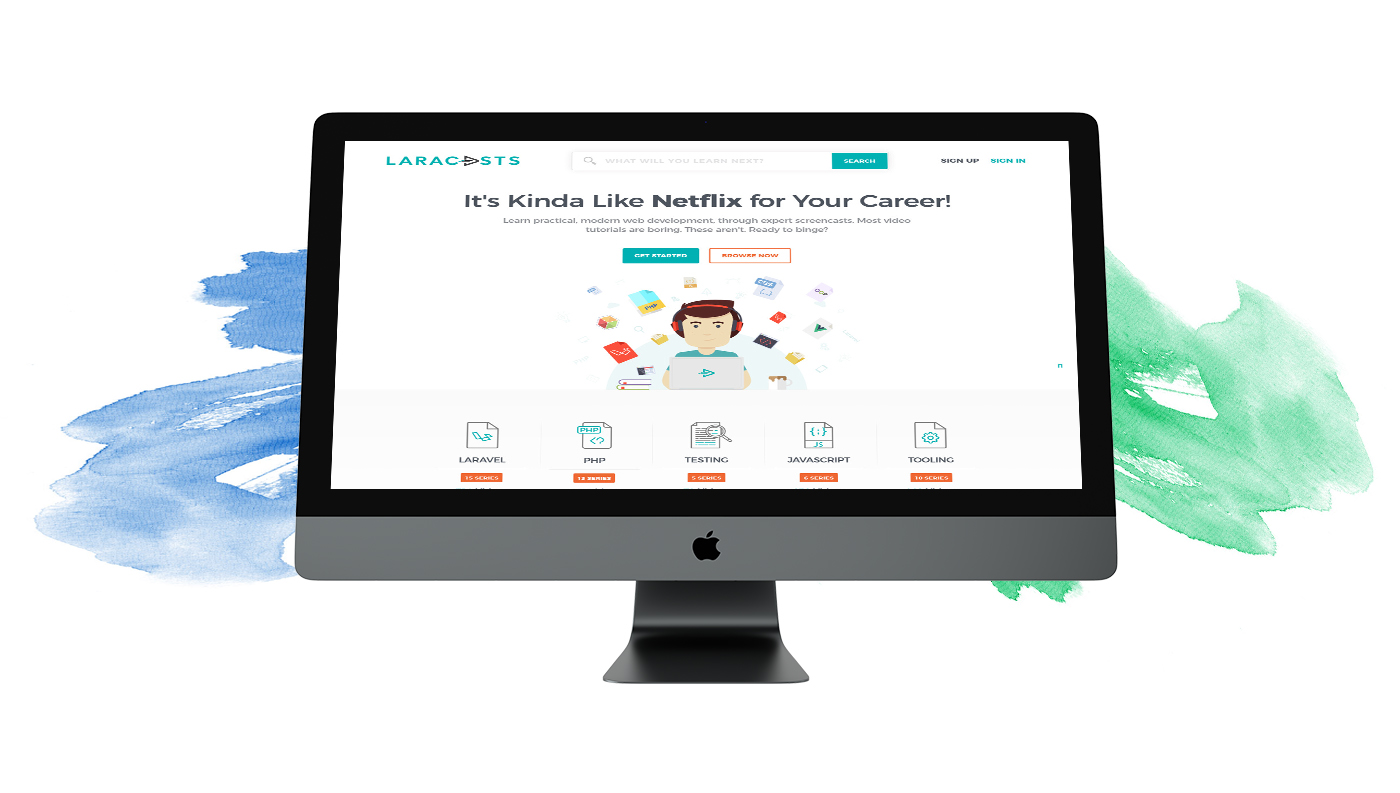 LARACASTS
WHAT WILL YOU LEARN NEXT?
SEARCH
SIGN UP
SIGN IN
It's Kinda Like Netflix for Your Career!
Learn practical, modern web development, through expert screencasts. Most video
tutorials are boring. These aren't. Ready to binge?
GET STARTED
BROWSE NOW
PHP
PHP
JS
LARAVEL
PHP
TESTING
JAVASCRIPT
TOOLING
15 SERIES
13 SERIES
5 SERIES
6 SERIES
10 SERIES